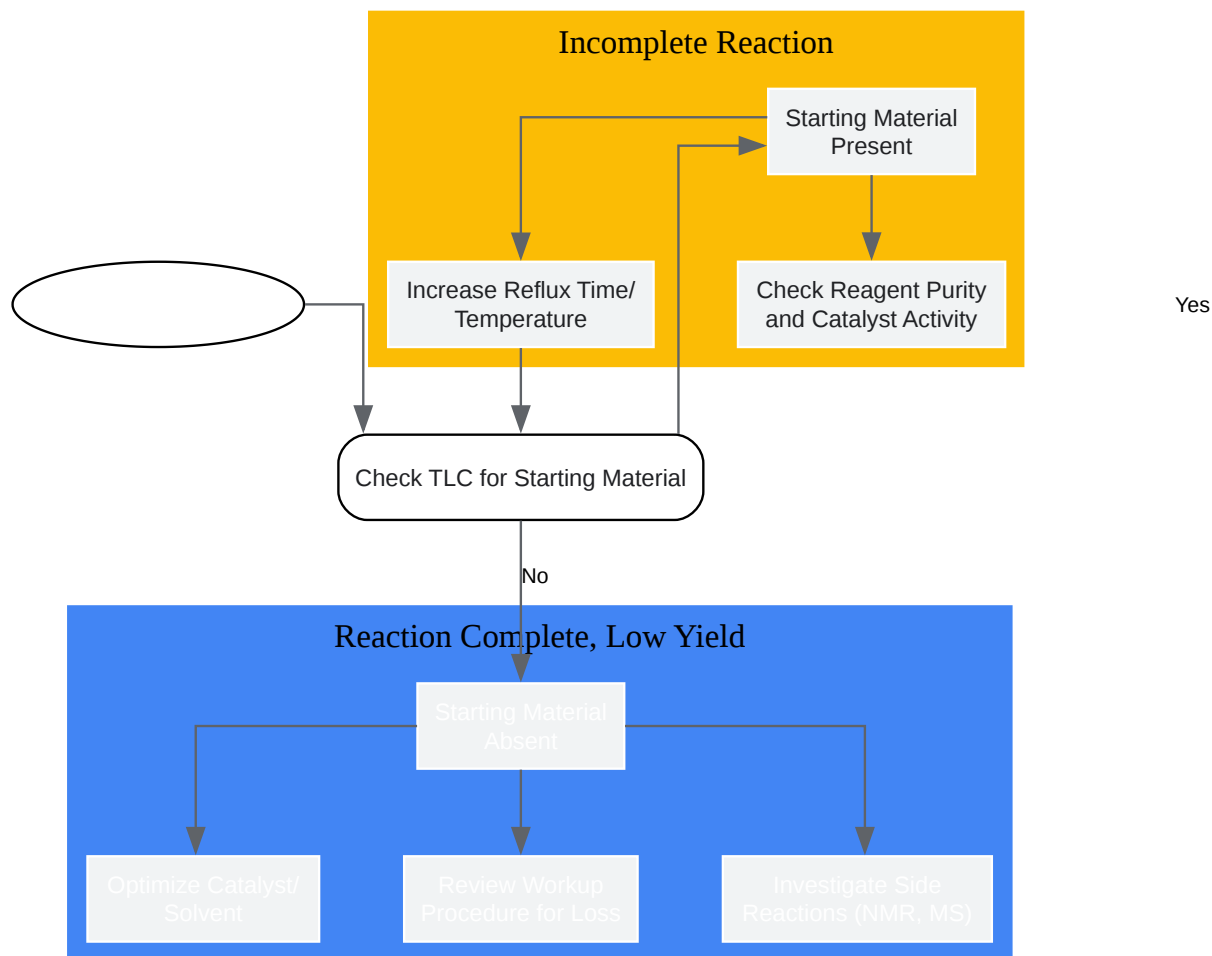 Incomplete Reaction
Starting Material
Present
Increase Reflux Time/
Temperature
Check Reagent Purity
and Catalyst Activity
Yes
Check TLC for Starting Material
No
Reaction Complete, Low Yield
Starting Material
Absent
Optimize Catalyst/
Solvent
Review Workup
Procedure for Loss
Investigate Side
Reactions (NMR, MS)